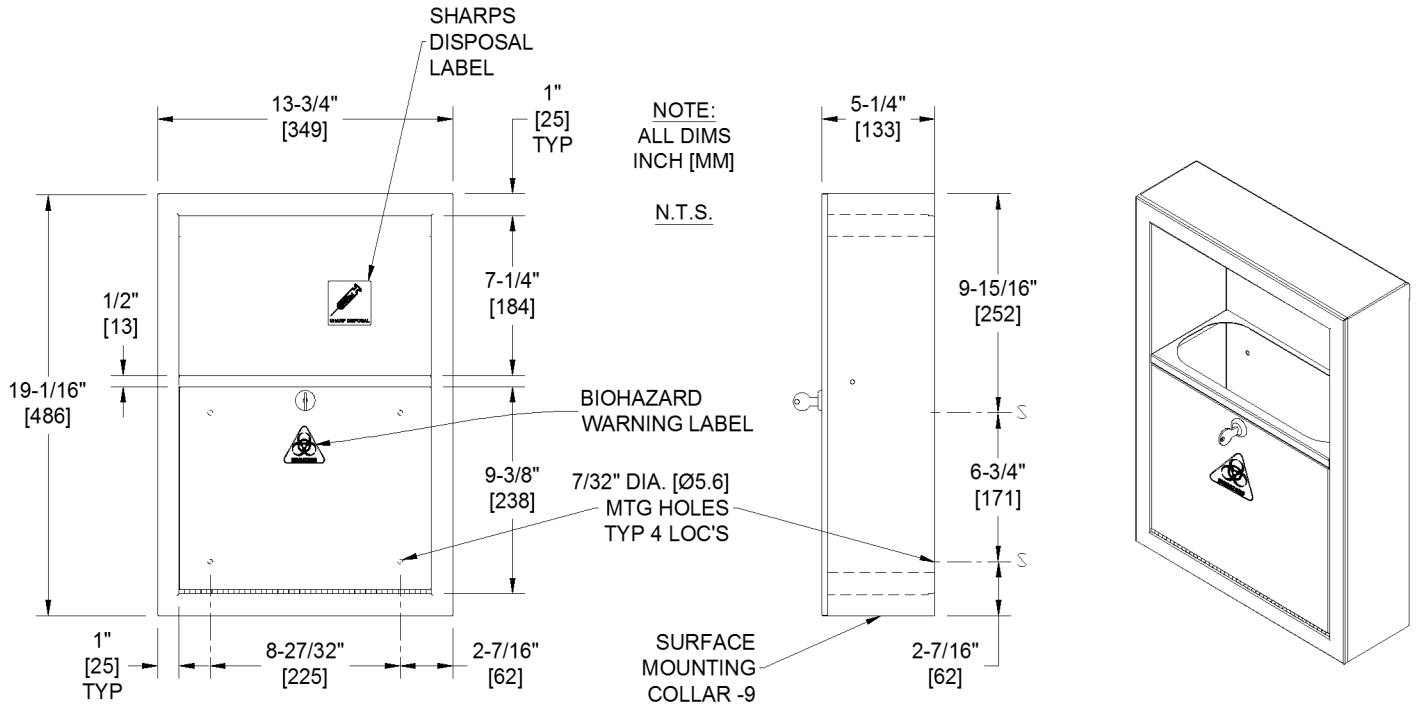 SHARPS
DISPOSAL
LABEL
13-3/4"
[349]
1"
[25]
TYP
NOTE:
ALL DIMS
INCH [MM]
N.T.S.
5-1/4"
[133]
7-1/4"
[184]
1/2"
[13]
SHARP DISPOSAL
9-15/16"
[252]
19-1/16"
[486]
BIOHAZARD
WARNING LABEL
9-3/8"
[238]
7/32" DIA. [Ø5.6]
MTG HOLES
TYP 4 LOC'S
6-3/4"
[171]
1"
[25]
TYP
8-27/32"
[225]
2-7/16"
[62]
SURFACE
MOUNTING
COLLAR -9
2-7/16"
[62]